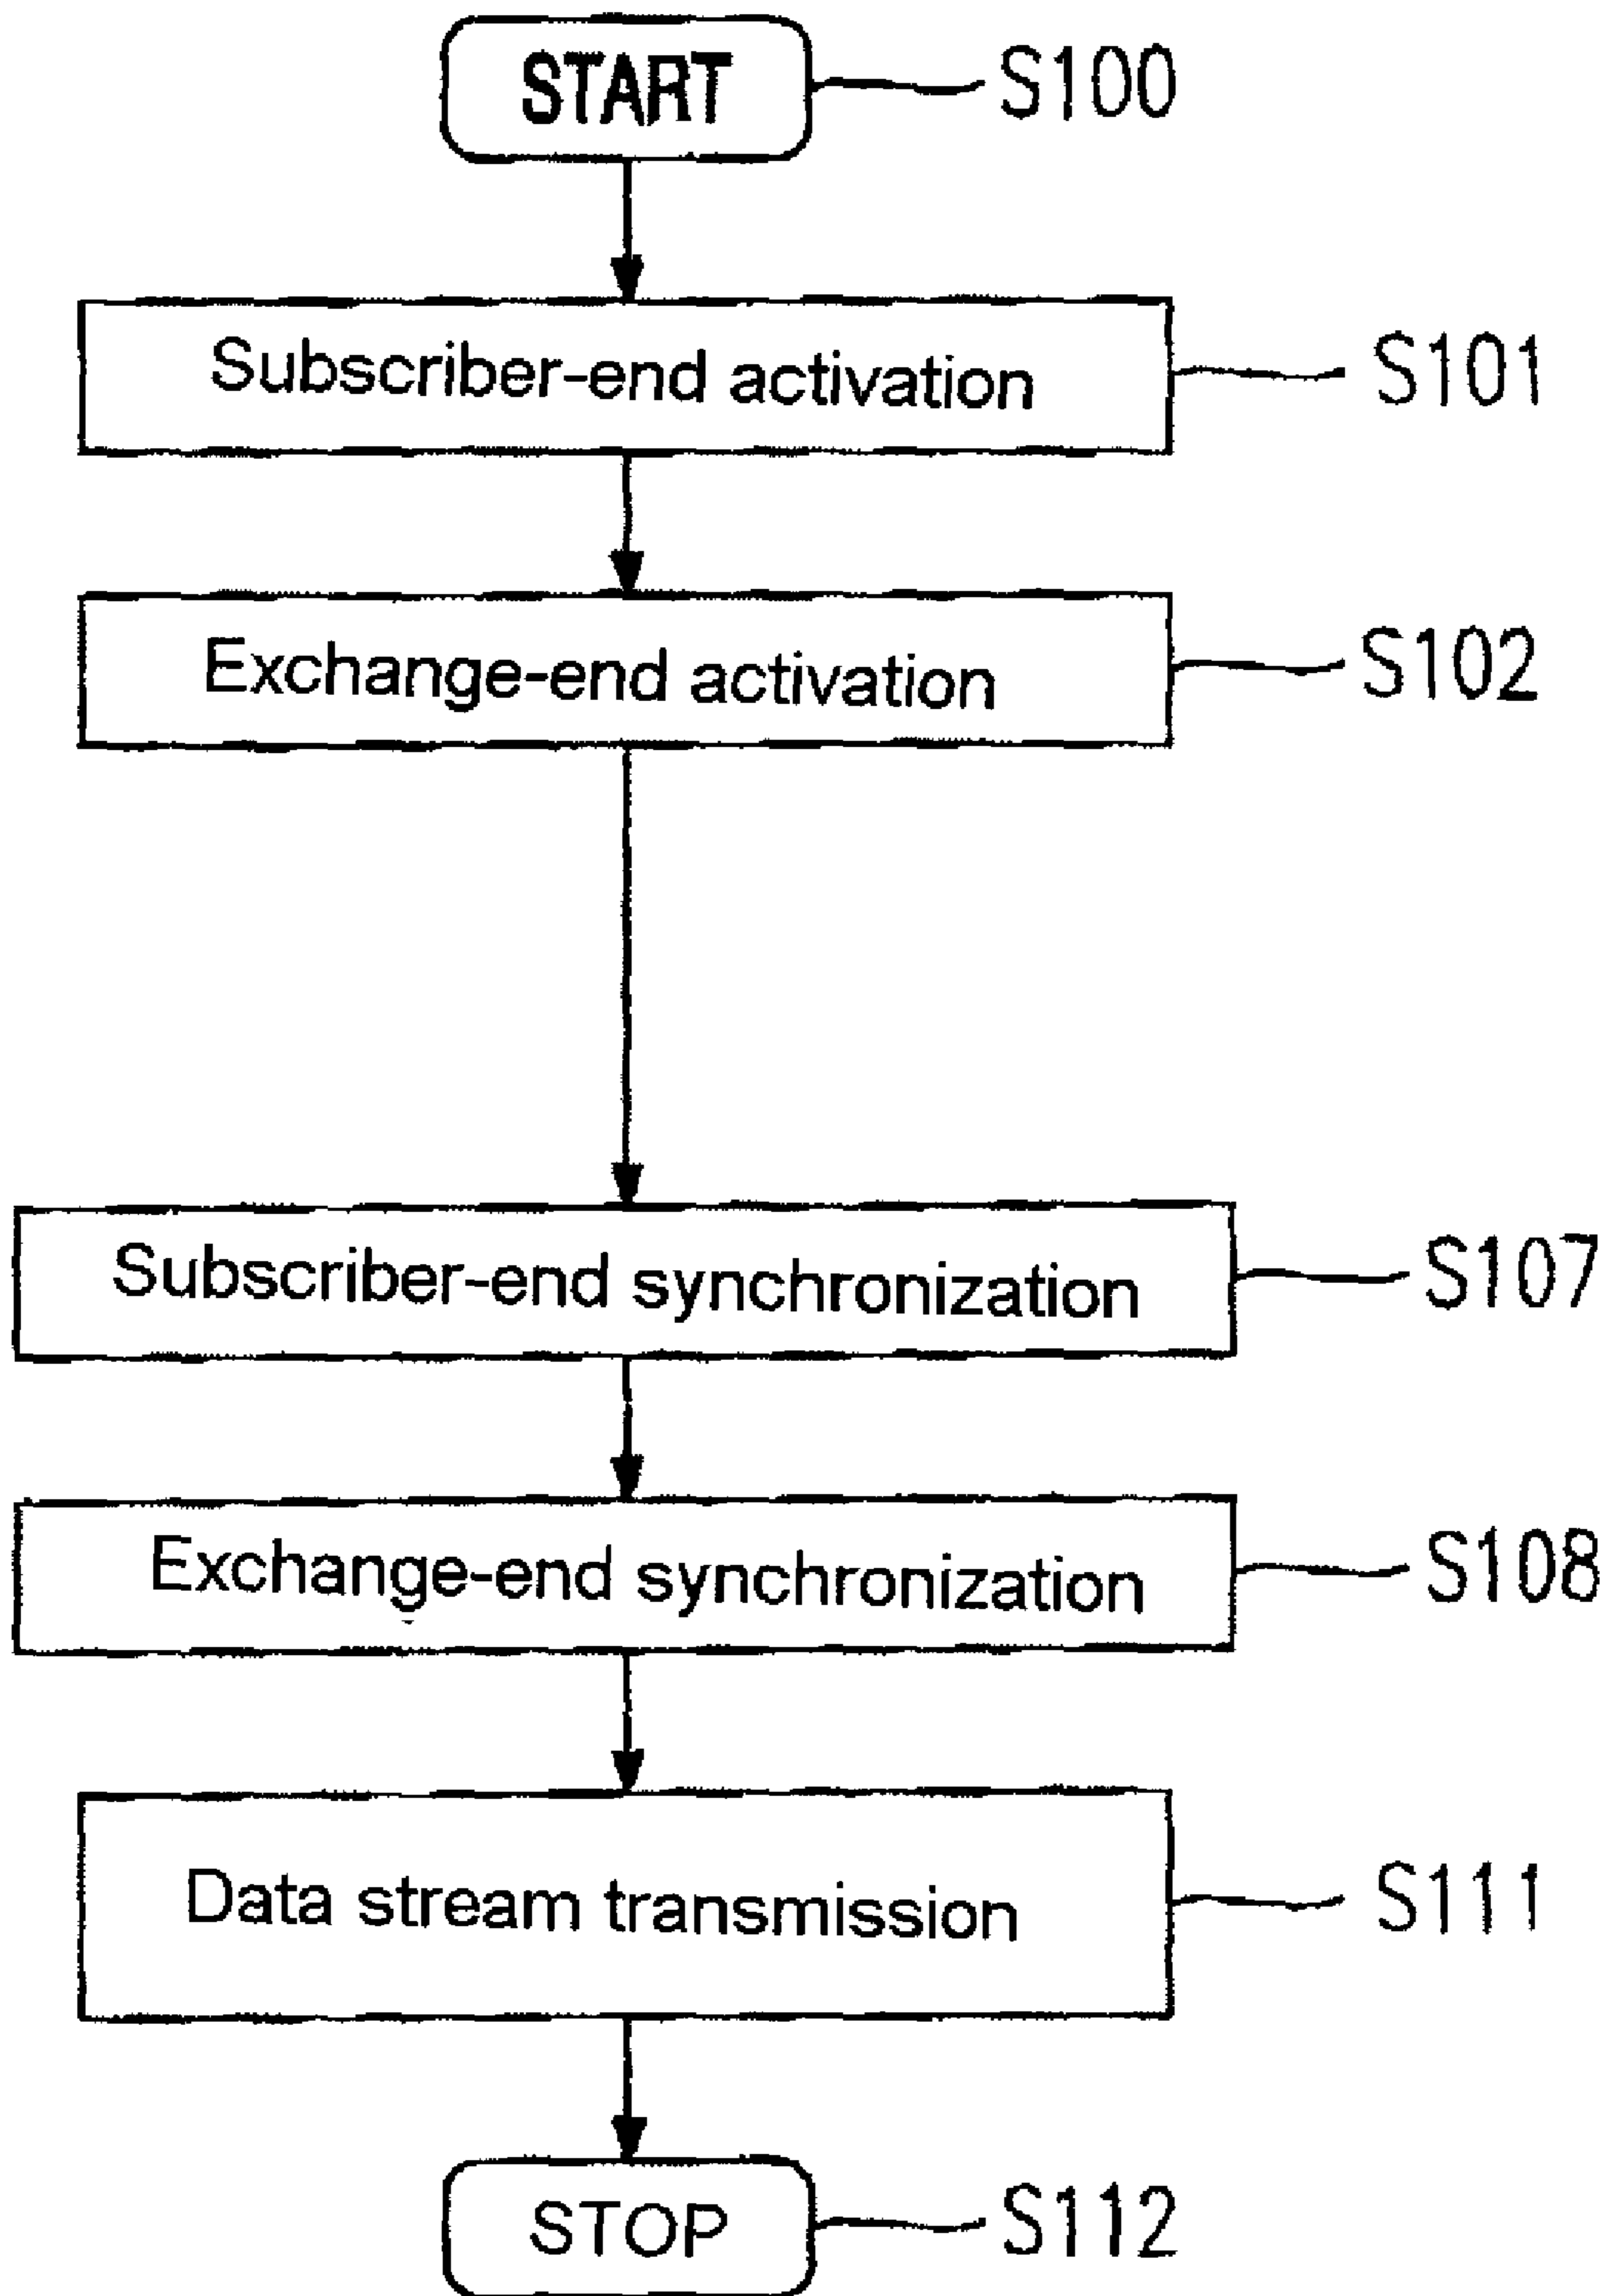 START
S100
Subscriber-end activation
S101
Exchange-end activation
S102
Subscriber-end synchronization
S107
Exchange-end synchronization
S108
Data stream transmission
S111
STOP
S112